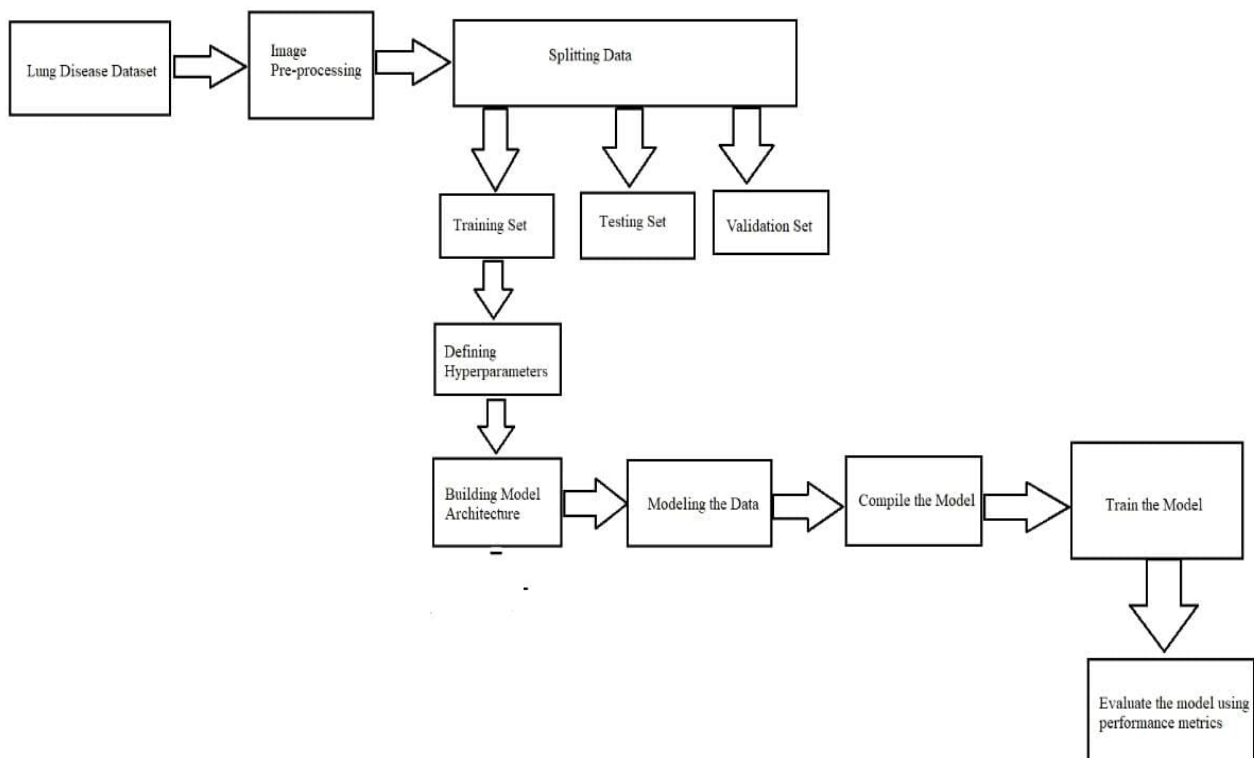 Lung Disease Dataset
Image
Pre-processing
Splitting Data
Training Set
Testing Set
Validation Set
Defining
Hyperparameters
Building Model
Architecture
Modeling the Data
Compile the Model
Train the Model
Evaluate the model using
performance metrics